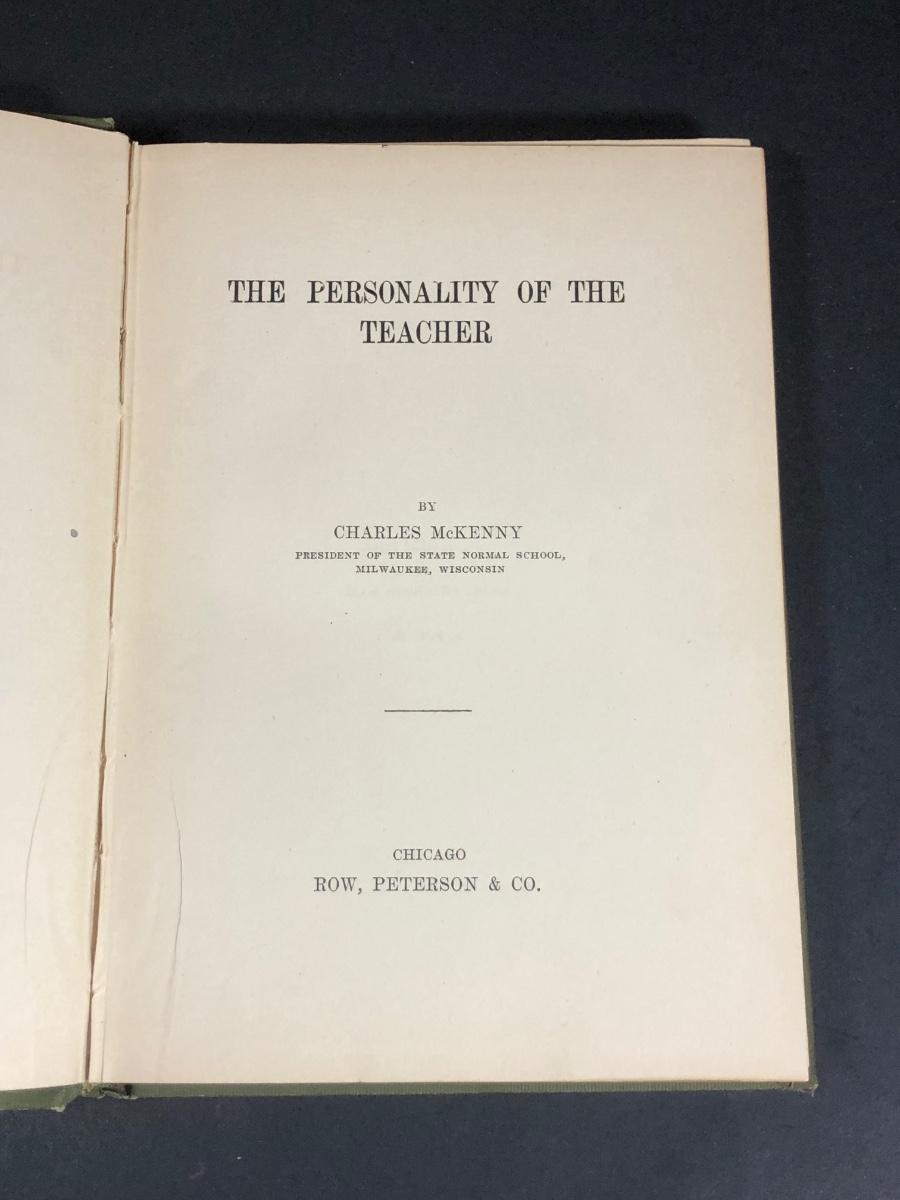 THE PERSONALITY OF THE
TEACHER
BY
CHARLES McKENNY
PRESIDENT OF THE STATE NORMAL SCHOOL,
MILWAUKEE, WISCONSIN
CHICAGO
ROW, PETERSON & CO.